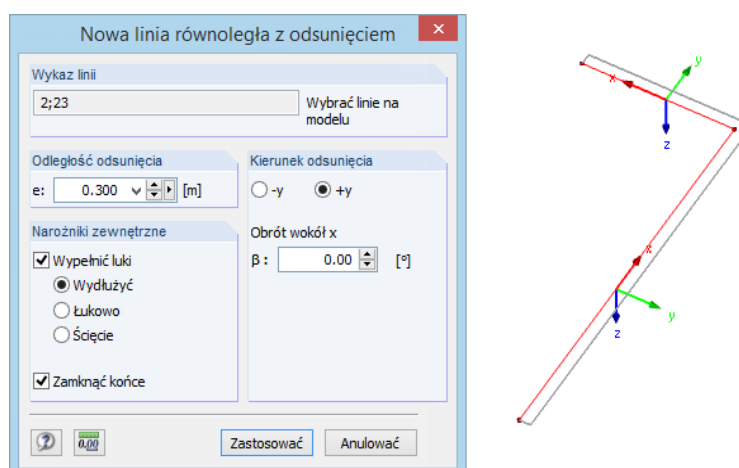 Nowa linia równoległa z odsunięciem
Wykaz linii
2;23
Wybrać linie na
modelu
Odległość odsunięcia
e: 0.300 [m]
Kierunek odsunięcia
-y +y
Narożniki zewnętrzne
Wypełnić luki
Wydłużyć
Łukowo
Ścięcie
Zamknąć końce
Obrót wokół x
β : 0.00 [°]
0.00
Zastosować Anulować
x
y
z
x
y
z